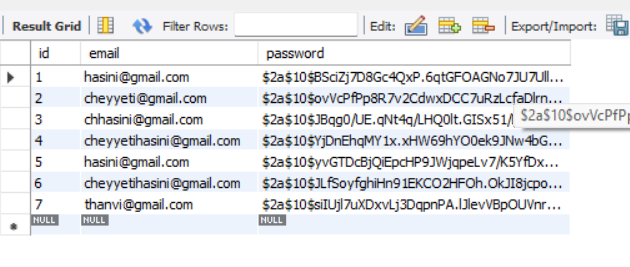 Result Grid Filter Rows: Edit: Export/Import:
id email password
1 hasini@gmail.com $2a$10$BSciZj7D8Gc4QxP.6qtGFOAGNo7JU7Ull...
2 cheyyeti@gmail.com $2a$10$ovVcPfPp8R7v2CdwxDCC7uRzLcfaDlrn...
3 chhasini@gmail.com $2a$10$JBqg0/UE.qNt4q/LHQ0lt.GISx51/ $2a$10$ovVcPfPp
4 cheyyetihasini@gmail.com $2a$10$YjDnEhqMY1x.xHW69hYO0ek9JNw4bG...
5 hasini@gmail.com $2a$10$yvGTDcBjQiEpcHP9JWjqpeLv7/K5YfDx...
6 cheyyetihasini@gmail.com $2a$10$JLfSoyfghiHn91EKCO2HFOh.OkJI8jcpo...
7 thanvi@gmail.com $2a$10$siIUjl7uXDxvLj3DqpnPA.lJlevVBpOUVnr...
NULL NULL NULL